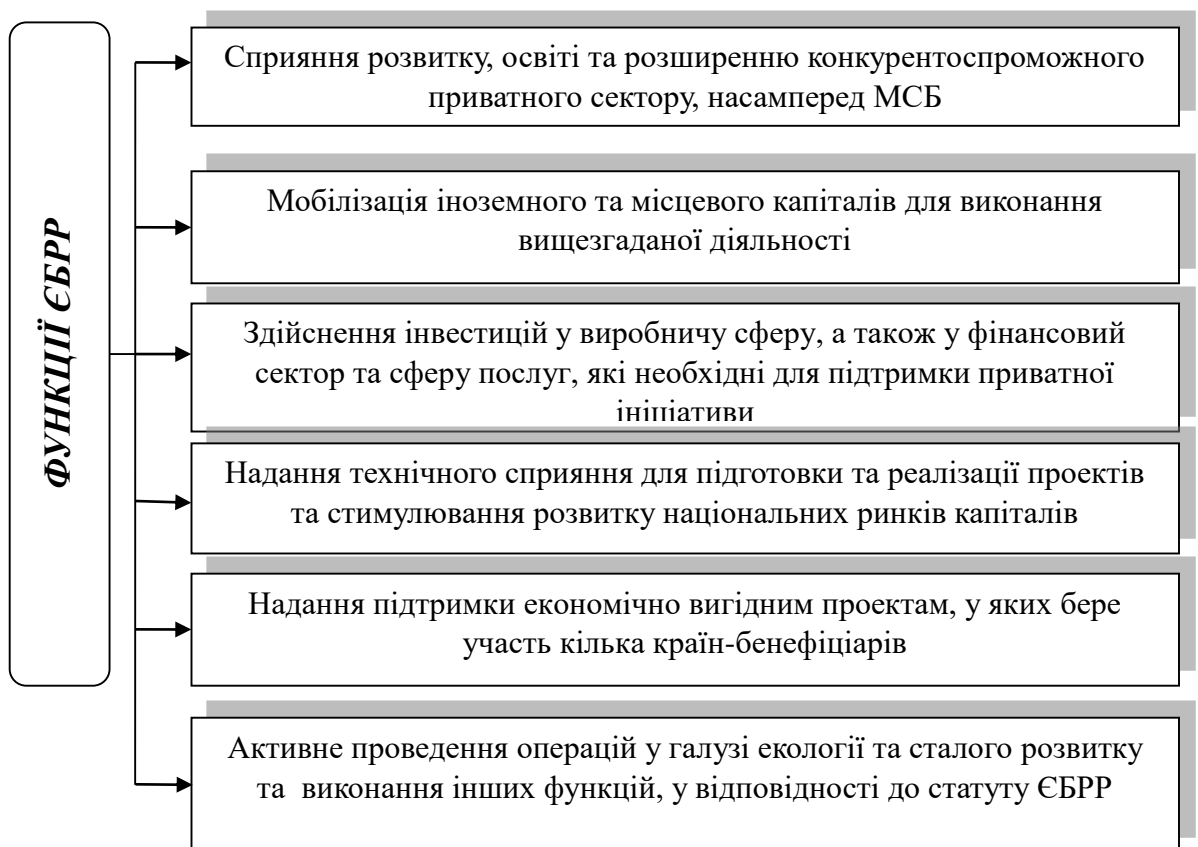 ФУНКЦІЇ ЄБРР
Сприяння розвитку, освіті та розширенню конкурентоспроможного
приватного сектору, насамперед МСБ
Мобілізація іноземного та місцевого капіталів для виконання
вищезгаданої діяльності
Здійснення інвестицій у виробничу сферу, а також у фінансовий
сектор та сферу послуг, які необхідні для підтримки приватної
ініціативи
Надання технічного сприяння для підготовки та реалізації проектів
та стимулювання розвитку національних ринків капіталів
Надання підтримки економічно вигідним проектам, у яких бере
участь кілька країн-бенефіціарів
Активне проведення операцій у галузі екології та сталого розвитку
та виконання інших функцій, у відповідності до статуту ЄБРР